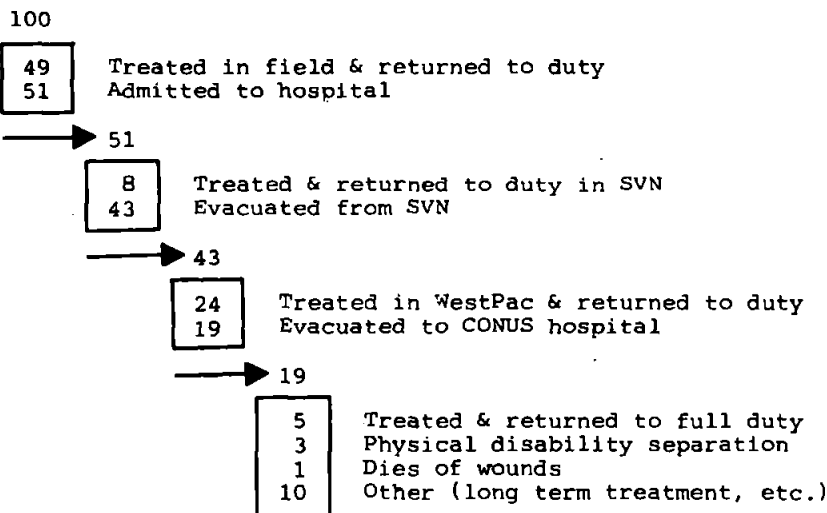 100
49 Treated in field & returned to duty
51 Admitted to hospital
51
8 Treated & returned to duty in SVN
43 Evacuated from SVN
43
24 Treated in WestPac & returned to duty
19 Evacuated to CONUS hospital
19
5 Treated & returned to full duty
3 Physical disability separation
1 Dies of wounds
10 Other (long term treatment, etc.)